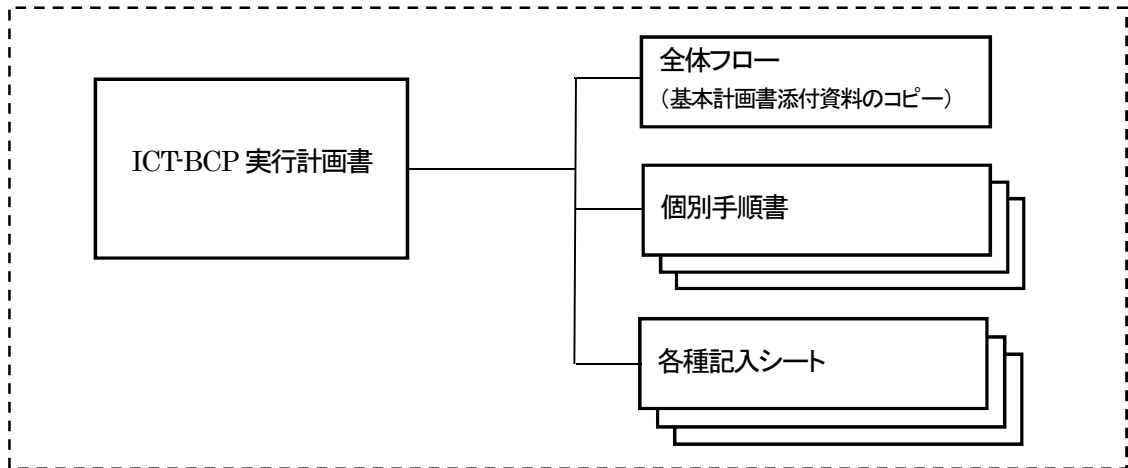 全体フロー
（基本計画書添付資料のコピー）
ICT-BCP 実行計画書
個別手順書
各種記入シート